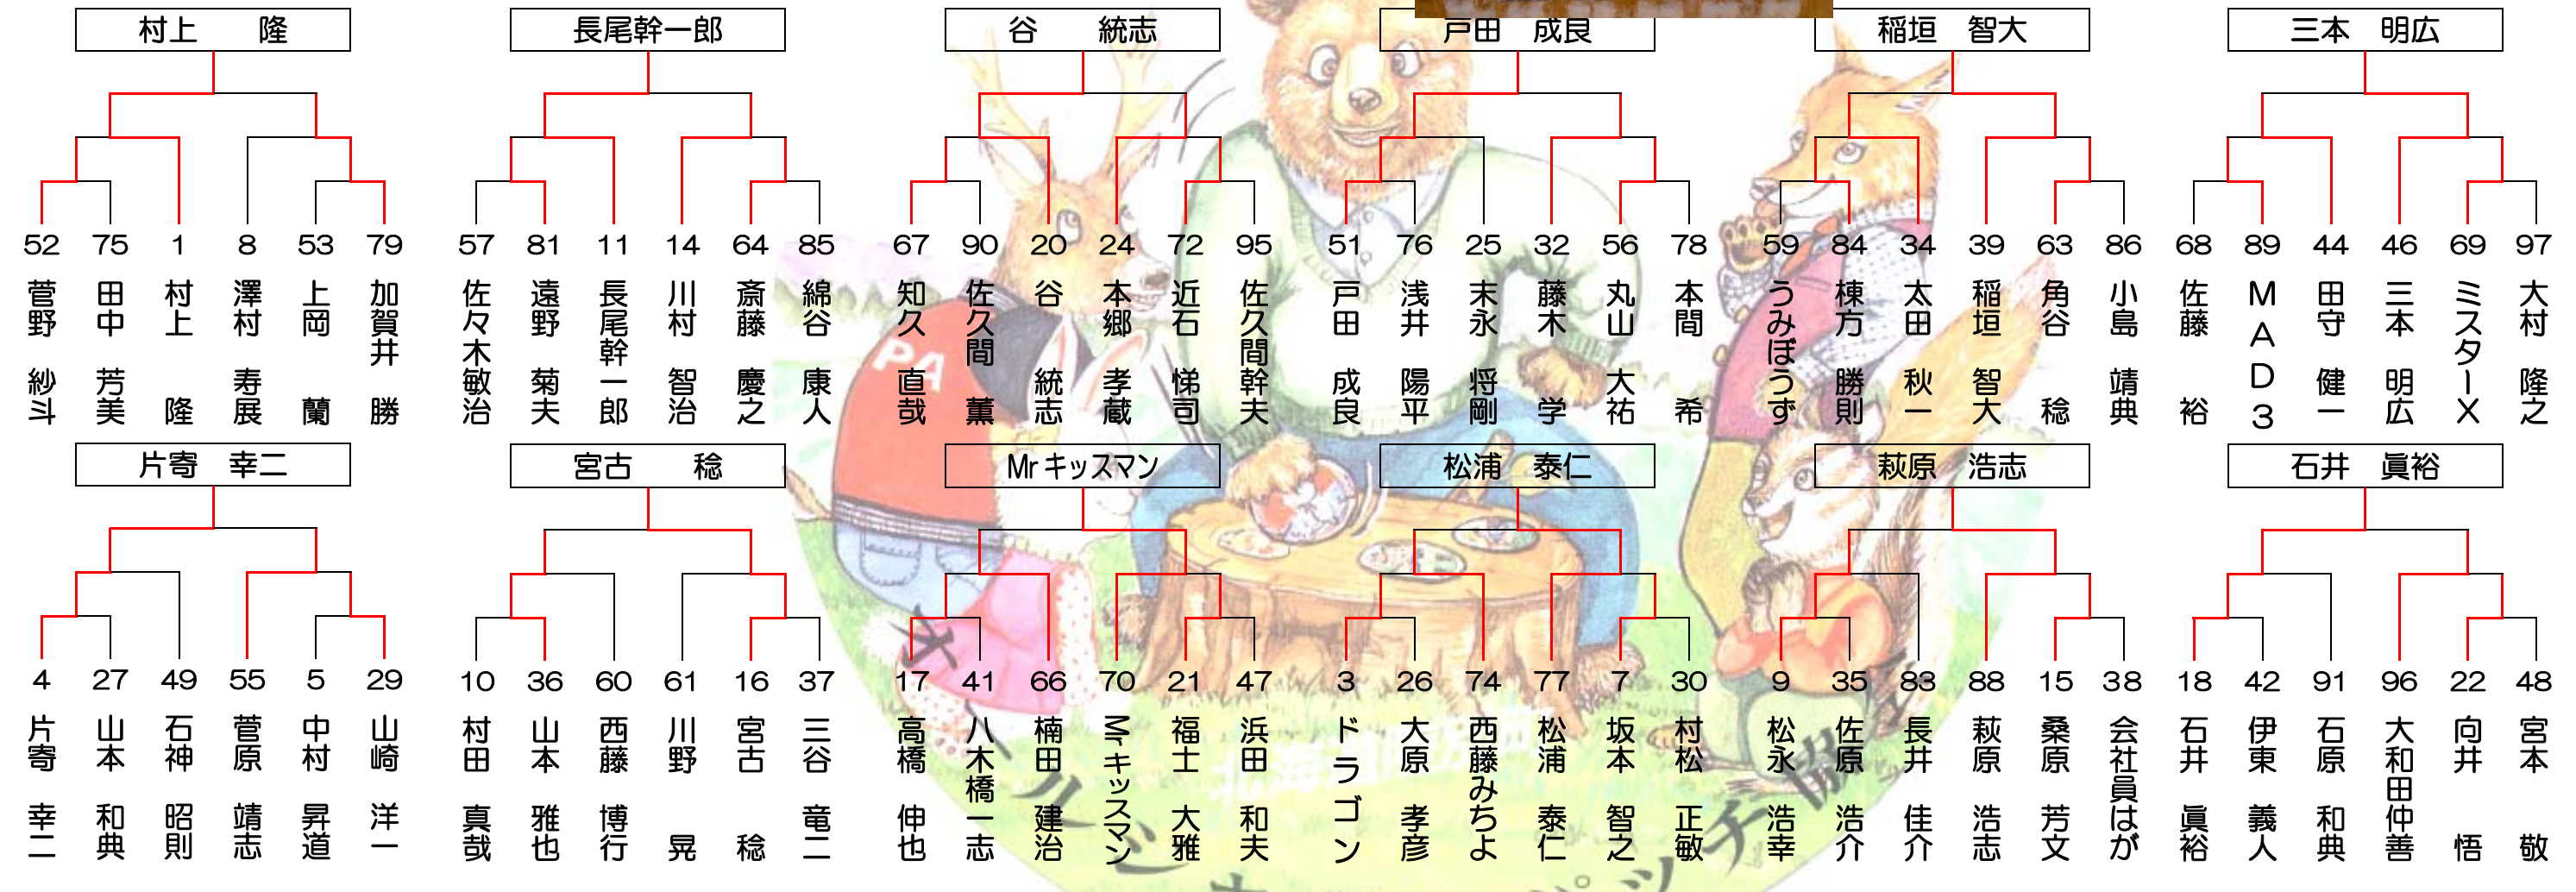 村上　隆
長尾幹一郎
谷　統志
戸田　成良
稲垣　智大
三本　明広
52 75 1 8 53 79
57 81 11 14 64 85
67 90 20 24 72 95
51 76 25 32 56 78
59 84 34 39 63 86
68 89 44 46 69 97
菅野　紗斗
田中　芳美
村上　隆
澤村　寿展
上岡　蘭
加賀井　勝
佐々木敏治
遠野　菊夫
長尾幹一郎
川村　智治
斎藤　慶之
綿谷　康人
知久　直哉
佐久間　薫
谷　統志
本郷　孝蔵
近石　悌司
佐久間幹夫
戸田　成良
浅井　陽平
末永　将剛
藤木　学
丸山　大祐
本間　希
うみぼうず
棟方　勝則
太田　秋一
稲垣　智大
角谷　稔
小島　靖典
佐藤　裕
MAD3
田守　健一
三本　明広
ミスターX
大村　隆之
片寄　幸二
宮古　稔
Mrキッスマン
松浦　泰仁
萩原　浩志
石井　眞裕
4 27 49 55 5 29
10 36 60 61 16 37
17 41 66 70 21 47
3 26 74 77 7 30
9 35 83 88 15 38
18 42 91 96 22 48
片寄　幸二
山本　和典
石神　昭則
菅原　靖志
中村　昇道
山崎　洋一
村田　真哉
山本　雅也
西藤　博行
川野　晃
宮古　稔
三谷　竜二
高橋　伸也
八木橋一志
楠田　建治
Mrキッスマン
福士　大雅
浜田　和夫
ドラゴン
大原　孝彦
西藤みちよ
松浦　泰仁
坂本　智之
村松　正敏
松永　浩幸
佐原　浩介
長井　佳介
萩原　浩志
桑原　芳文
会社員はが
石井　眞裕
伊東　義人
石原　和典
大和田仲善
向井　悟
宮本　敬
PA